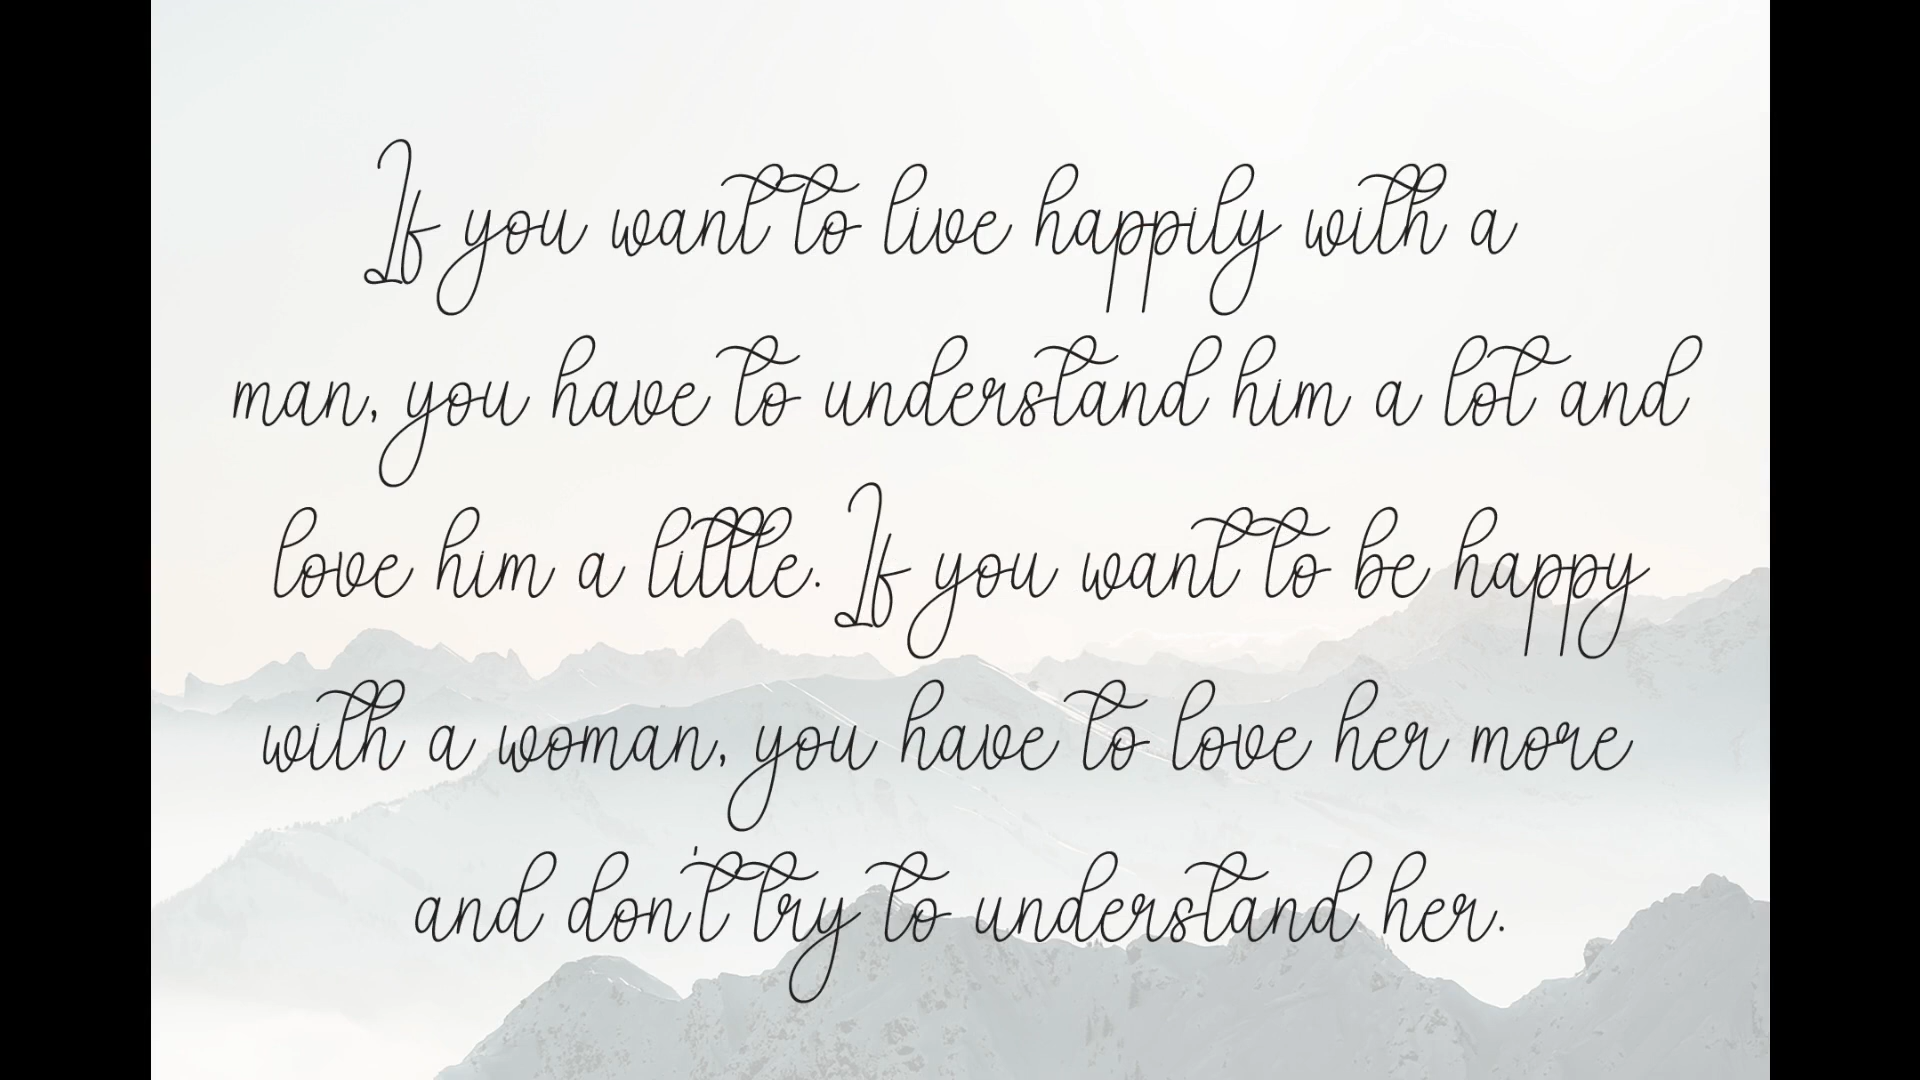 If you want to live happily with a
man, you have to understand him a lot and
love him a little. If you want to be happy
with a woman, you have to love her more
and don't try to understand her.